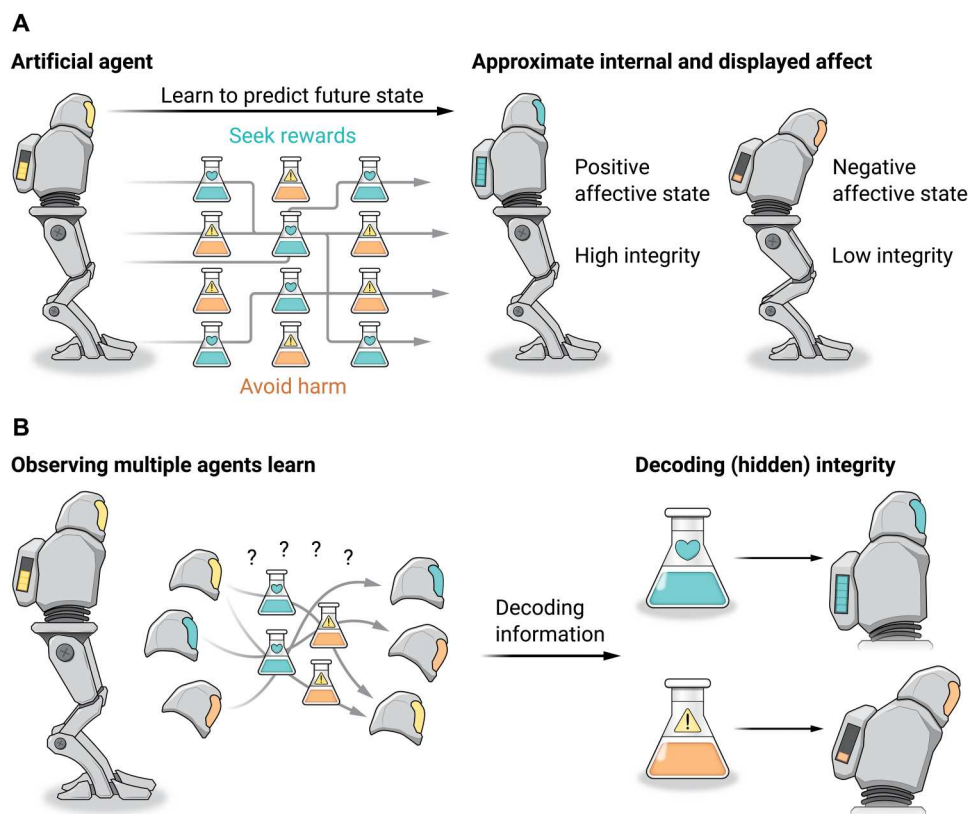 A
Artificial agent
Approximate internal and displayed affect
Learn to predict future state
Seek rewards
Positive
affective state
Negative
affective state
High integrity
Low integrity
Avoid harm
B
Observing multiple agents learn
Decoding (hidden) integrity
? ? ? ?
Decoding
information